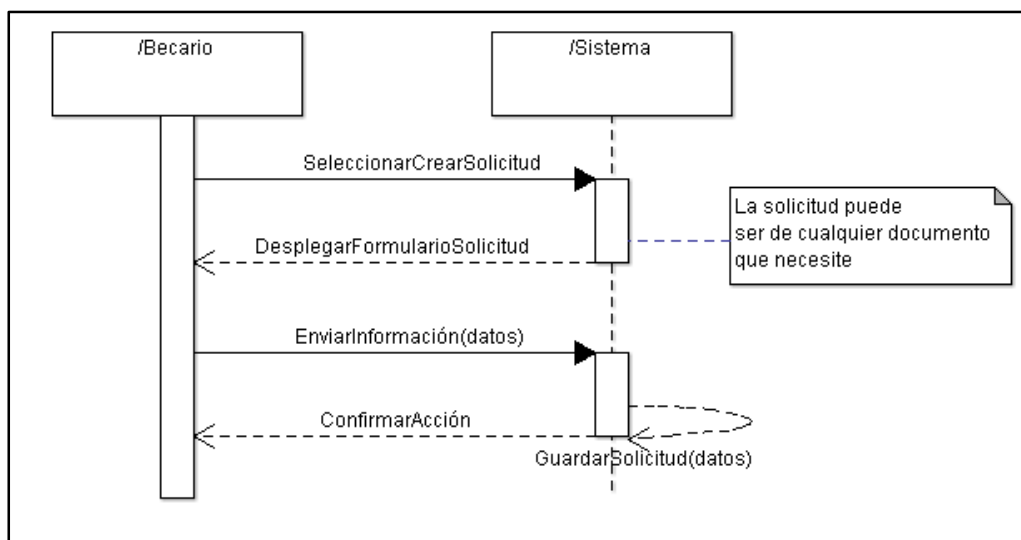 /Becario
/Sistema
SeleccionarCrearSolicitud
La solicitud puede
ser de cualquier documento
que necesite
DesplegarFormularioSolicitud
EnviarInformación(datos)
ConfirmarAcción
GuardarSolicitud(datos)